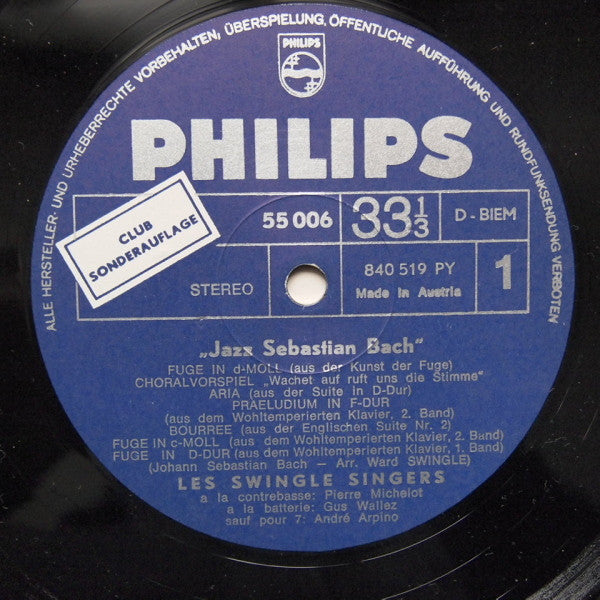 ALLE HERSTELLER- UND URHEBERRECHTE VORBEHALTEN; ÜBERSPIELUNG, ÖFFENTLICHE AUFFÜHRUNG UND RUNDFUNKSENDUNG VERBOTEN
PHILIPS
PHILIPS
CLUB
SONDERAUFLAGE
55 006
33 1/3
D - BIEM
STEREO
840 519 PY
Made in Austria
1
„Jazz Sebastian Bach"
FUGE IN d-MOLL (aus der Kunst der Fuge)
CHORALVORSPIEL „Wachet auf ruft uns die Stimme"
ARIA (aus der Suite in D-Dur)
PRAELUDIUM IN F-DUR
(aus dem Wohltemperierten Klavier, 2. Band)
BOURREE (aus der Englischen Suite Nr. 2)
FUGE IN c-MOLL (aus dem Wohltemperierten Klavier, 2. Band)
FUGE IN D-DUR (aus dem Wohltemperierten Klavier, 1. Band)
(Johann Sebastian Bach — Arr. Ward SWINGLE)
LES SWINGLE SINGERS
a la contrebasse: Pierre Michelot
a la batterie: Gus Wallez
sauf pour 7: André Arpino